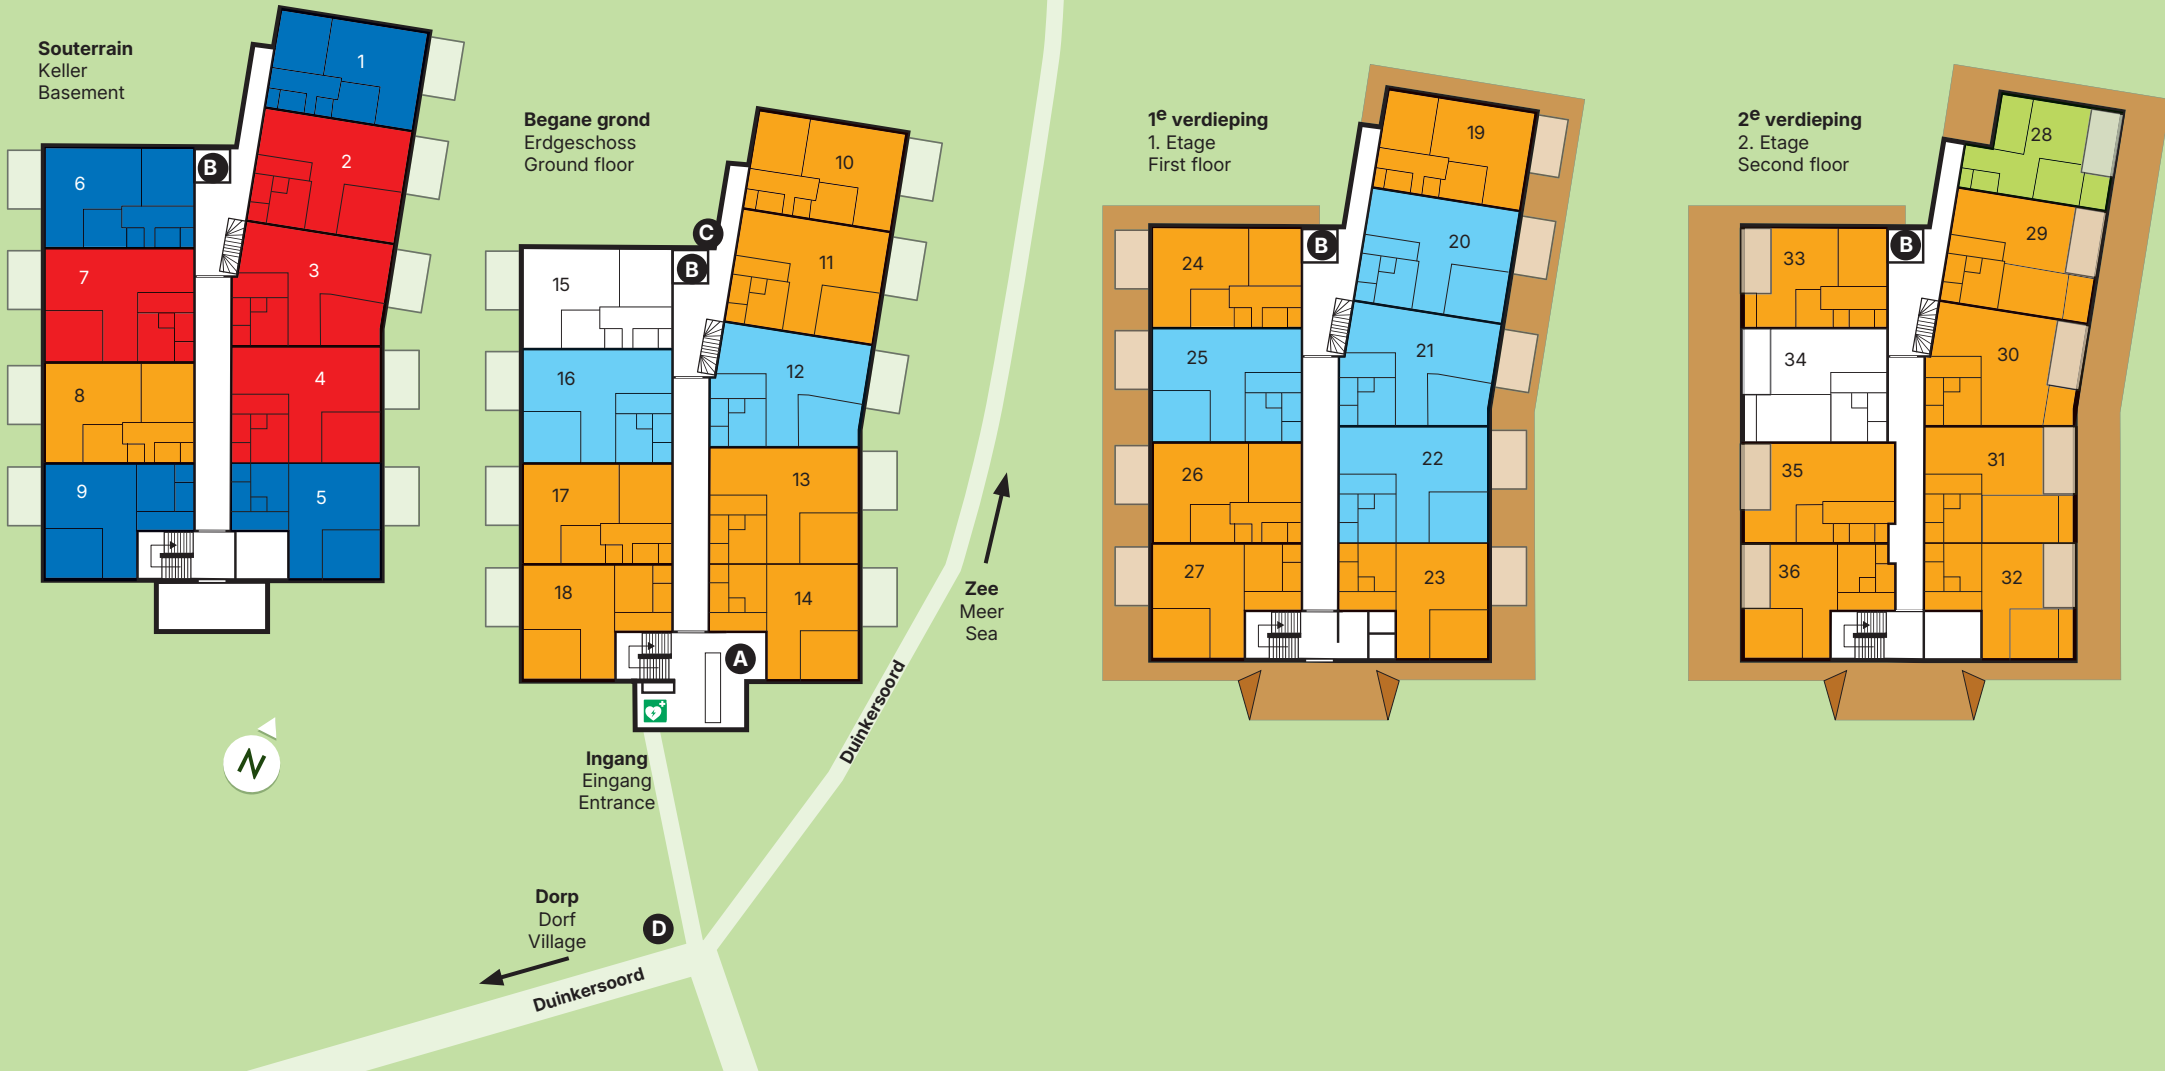 Souterrain
Keller
Basement
1
2
3
4
5
6
7
8
9
B
Begane grond
Erdgeschoss
Ground floor
10
11
12
13
14
15
16
17
18
C
B
A
Ingang
Eingang
Entrance
1e verdieping
1. Etage
First floor
19
20
21
22
23
24
25
26
27
B
2e verdieping
2. Etage
Second floor
28
29
30
31
32
33
34
35
36
B
Zee
Meer
Sea
Duinkersoord
N
Dorp
Dorf
Village
D
Duinkersoord